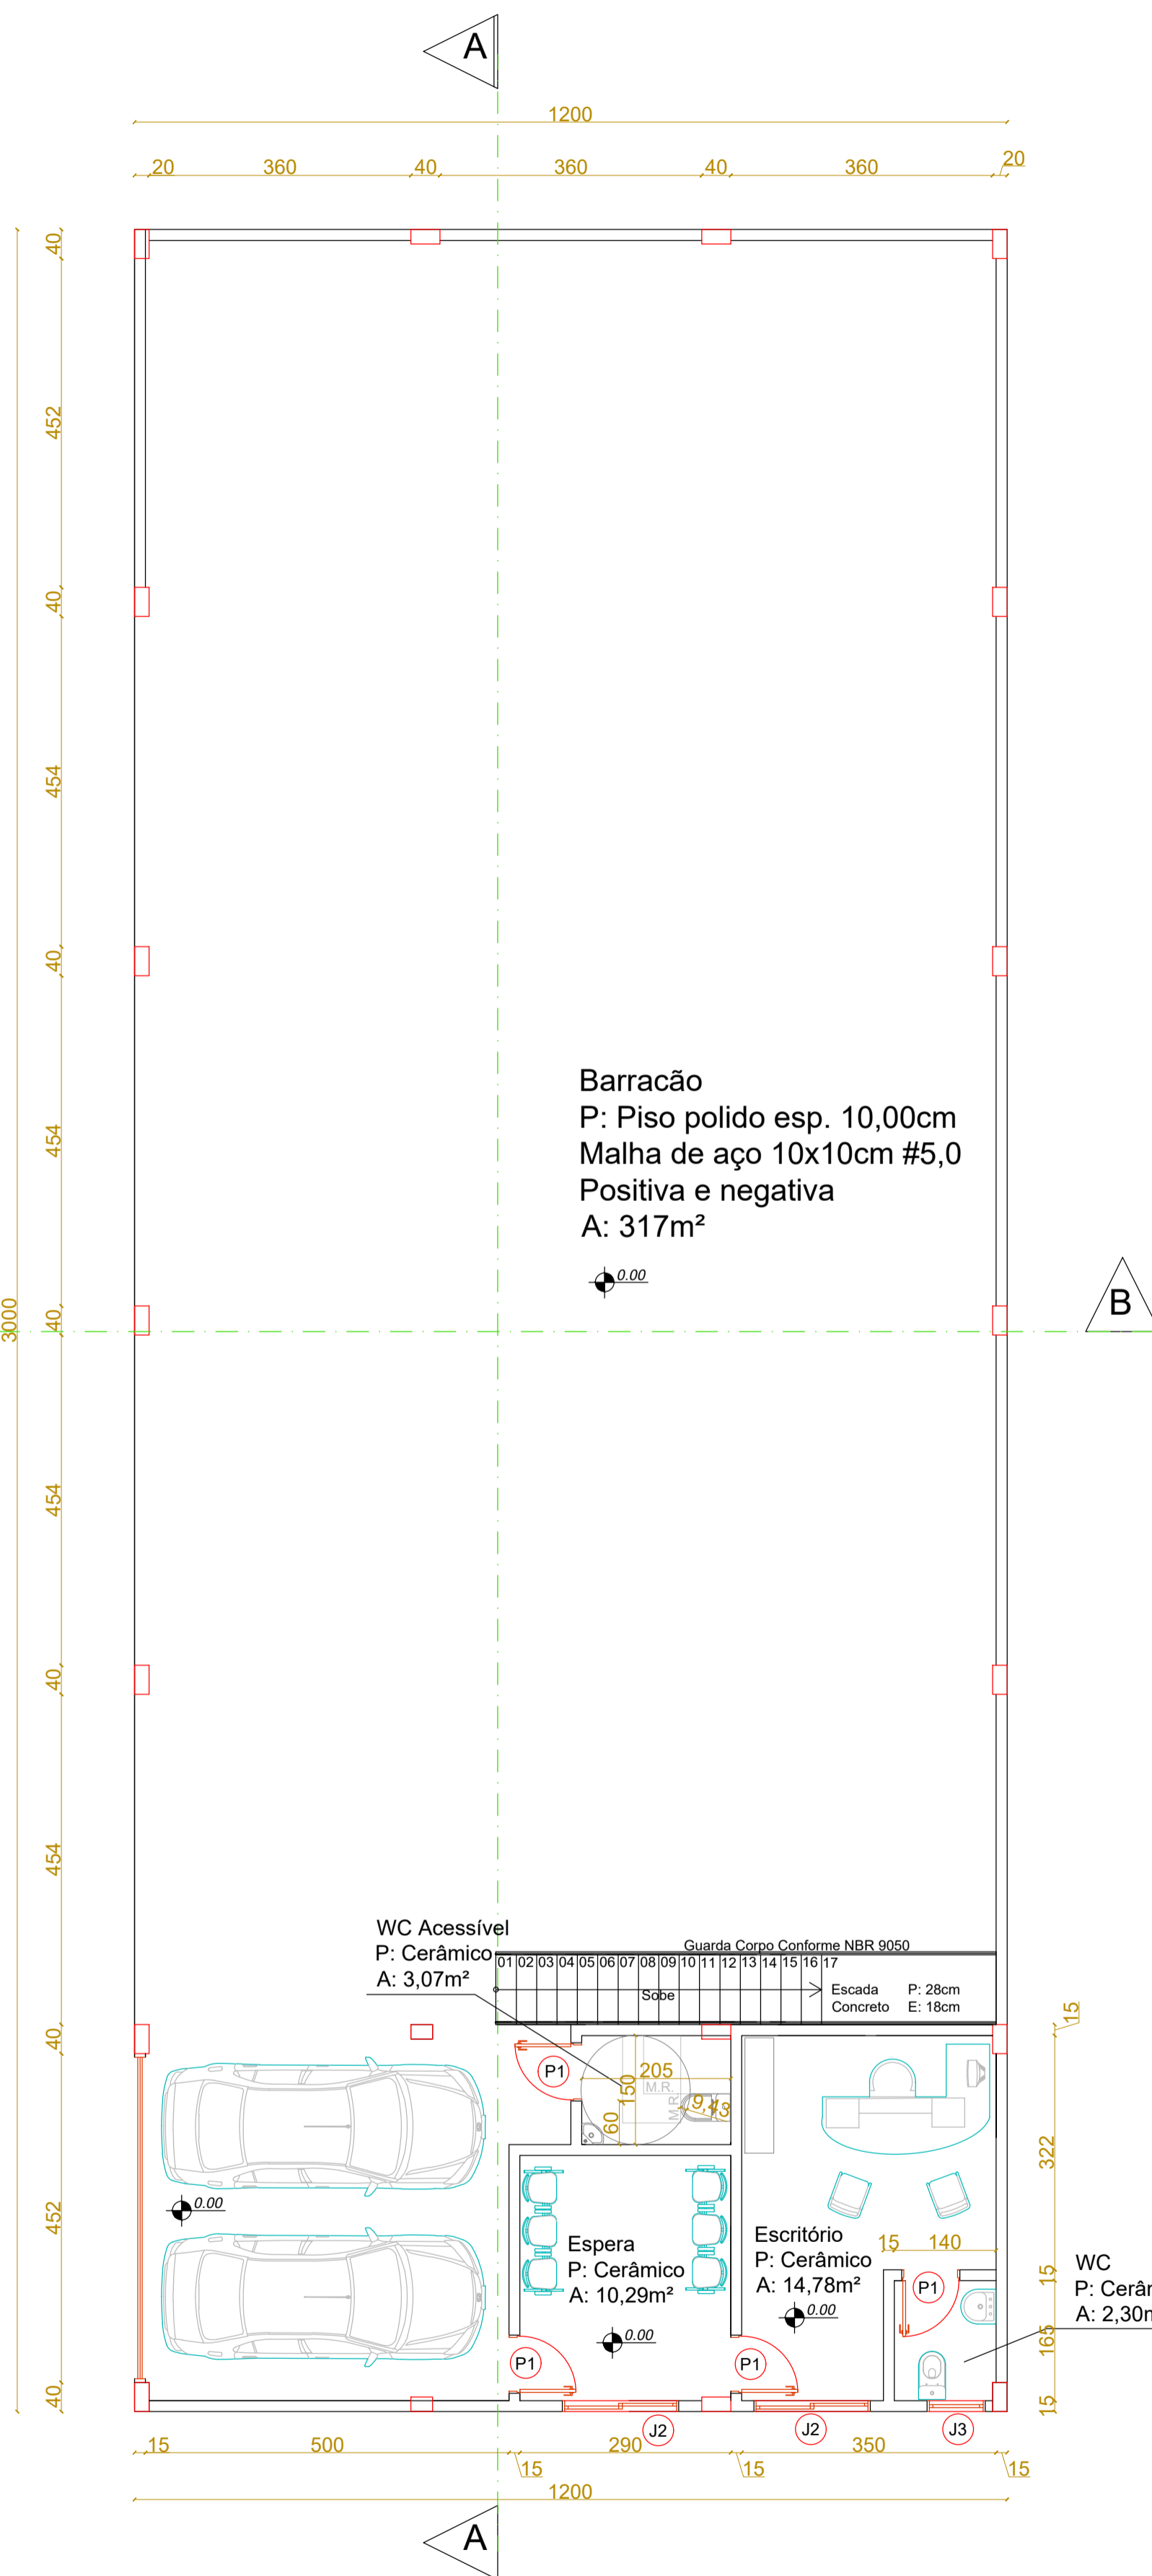 A
1200
20
360
40
360
40
360
20
40
452
40
454
40
454
40
454
40
454
40
452
40
3000
Barracão
P: Piso polido esp. 10,00cm
Malha de aço 10x10cm #5,0
Positiva e negativa
A: 317m²
0.00
B
WC Acessível
P: Cerâmico
A: 3,07m²
Guarda Corpo Conforme NBR 9050
01 02 03 04 05 06 07 08 09 10 11 12 13 14 15 16 17
Sobe
Escada P: 28cm
Concreto E: 18cm
15
P1
205
150
M.R.
M.R.
60
9,43
322
0.00
Espera
P: Cerâmico
A: 10,29m²
0.00
Escritório
P: Cerâmico
A: 14,78m²
0.00
15 140
15
P1
WC
P: Cerâ
A: 2,30
165
P1
P1
15
J2
J2
J3
15
500
15
290
15
350
15
1200
A